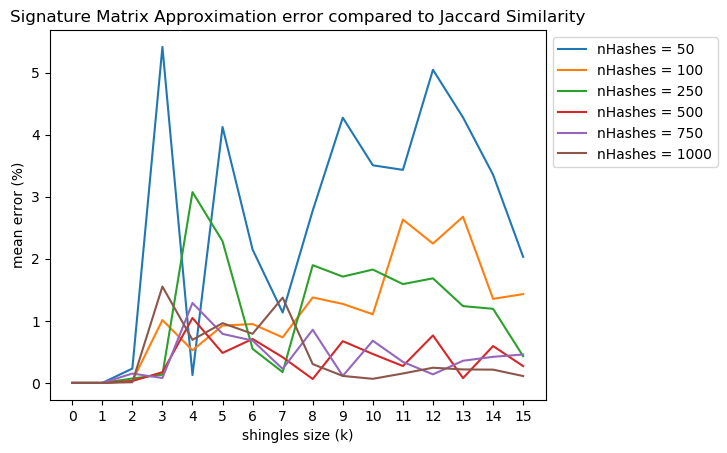 Signature Matrix Approximation error compared to Jaccard Similarity
nHashes = 50
nHashes = 100
nHashes = 250
nHashes = 500
nHashes = 750
nHashes = 1000
mean error (%)
5
4
3
2
1
0
0 1 2 3 4 5 6 7 8 9 10 11 12 13 14 15
shingles size (k)